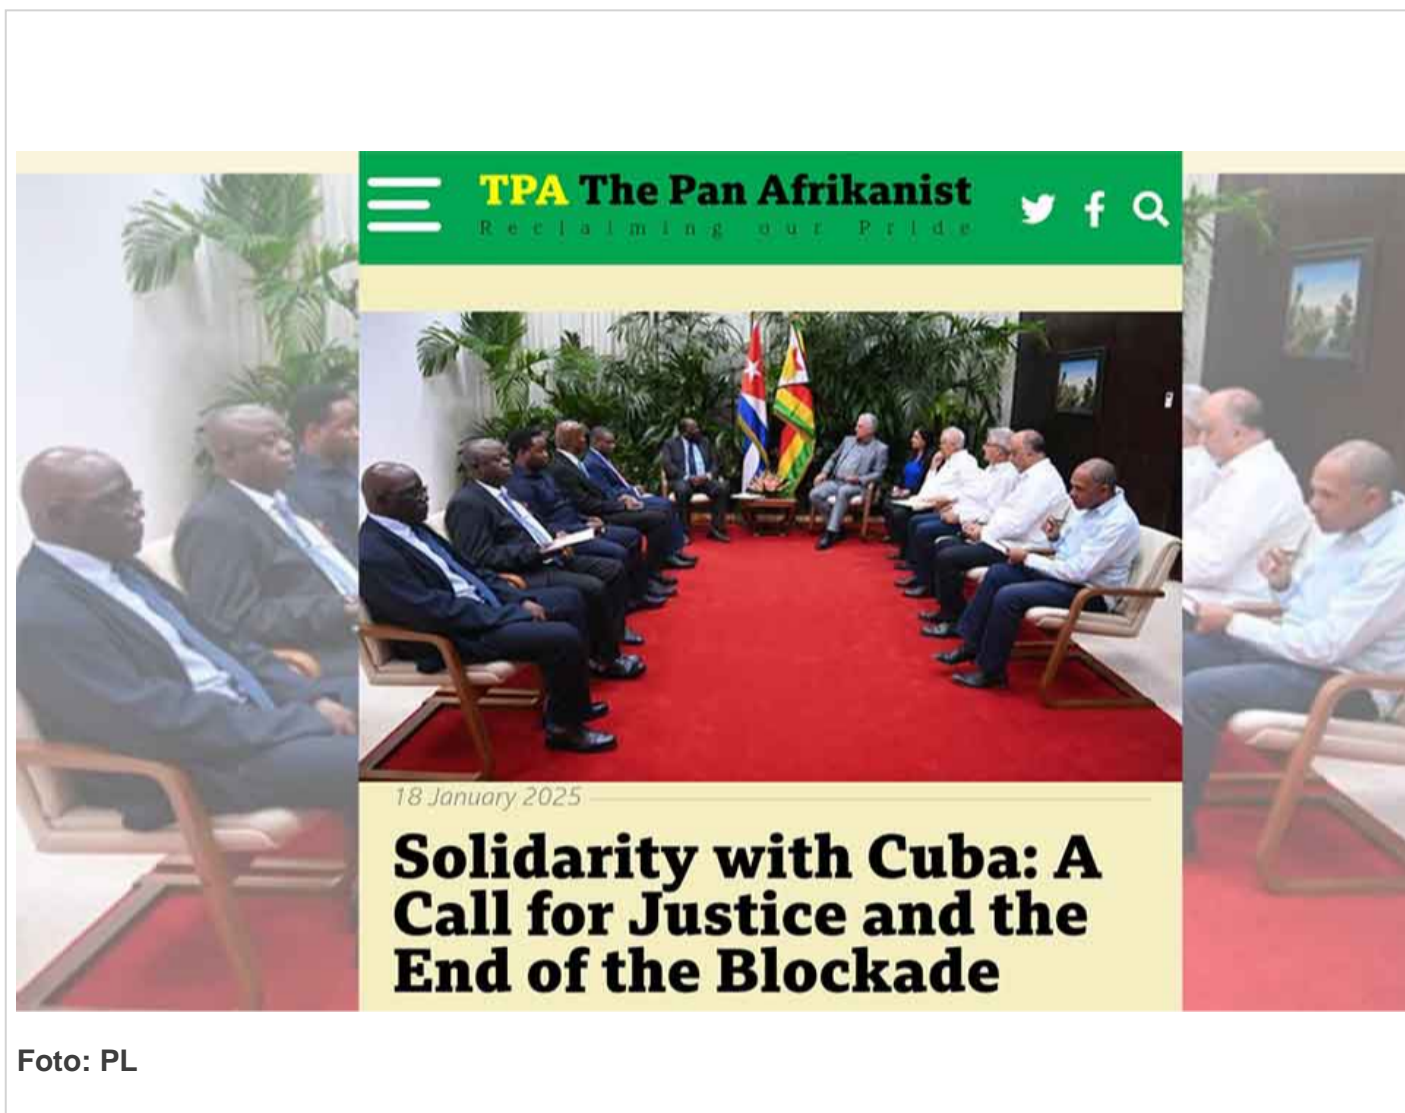 TPA The Pan Afrikanist
Reclaiming our Pride
18 January 2025
Solidarity with Cuba: A
Call for Justice and the
End of the Blockade
Foto: PL